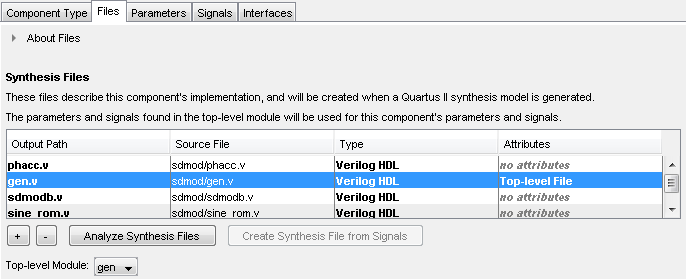 Component Type Files Parameters Signals Interfaces
About Files
Synthesis Files
These files describe this component's implementation, and will be created when a Quartus II synthesis model is generated.
The parameters and signals found in the top-level module will be used for this component's parameters and signals.
Output Path Source File Type Attributes
phacc.v sdmod/phacc.v Verilog HDL no attributes
gen.v sdmod/gen.v Verilog HDL Top-level File
sdmodb.v sdmod/sdmodb.v Verilog HDL no attributes
sine_rom.v sdmod/sine_rom.v Verilog HDL no attributes
+ - Analyze Synthesis Files Create Synthesis File from Signals
Top-level Module: gen